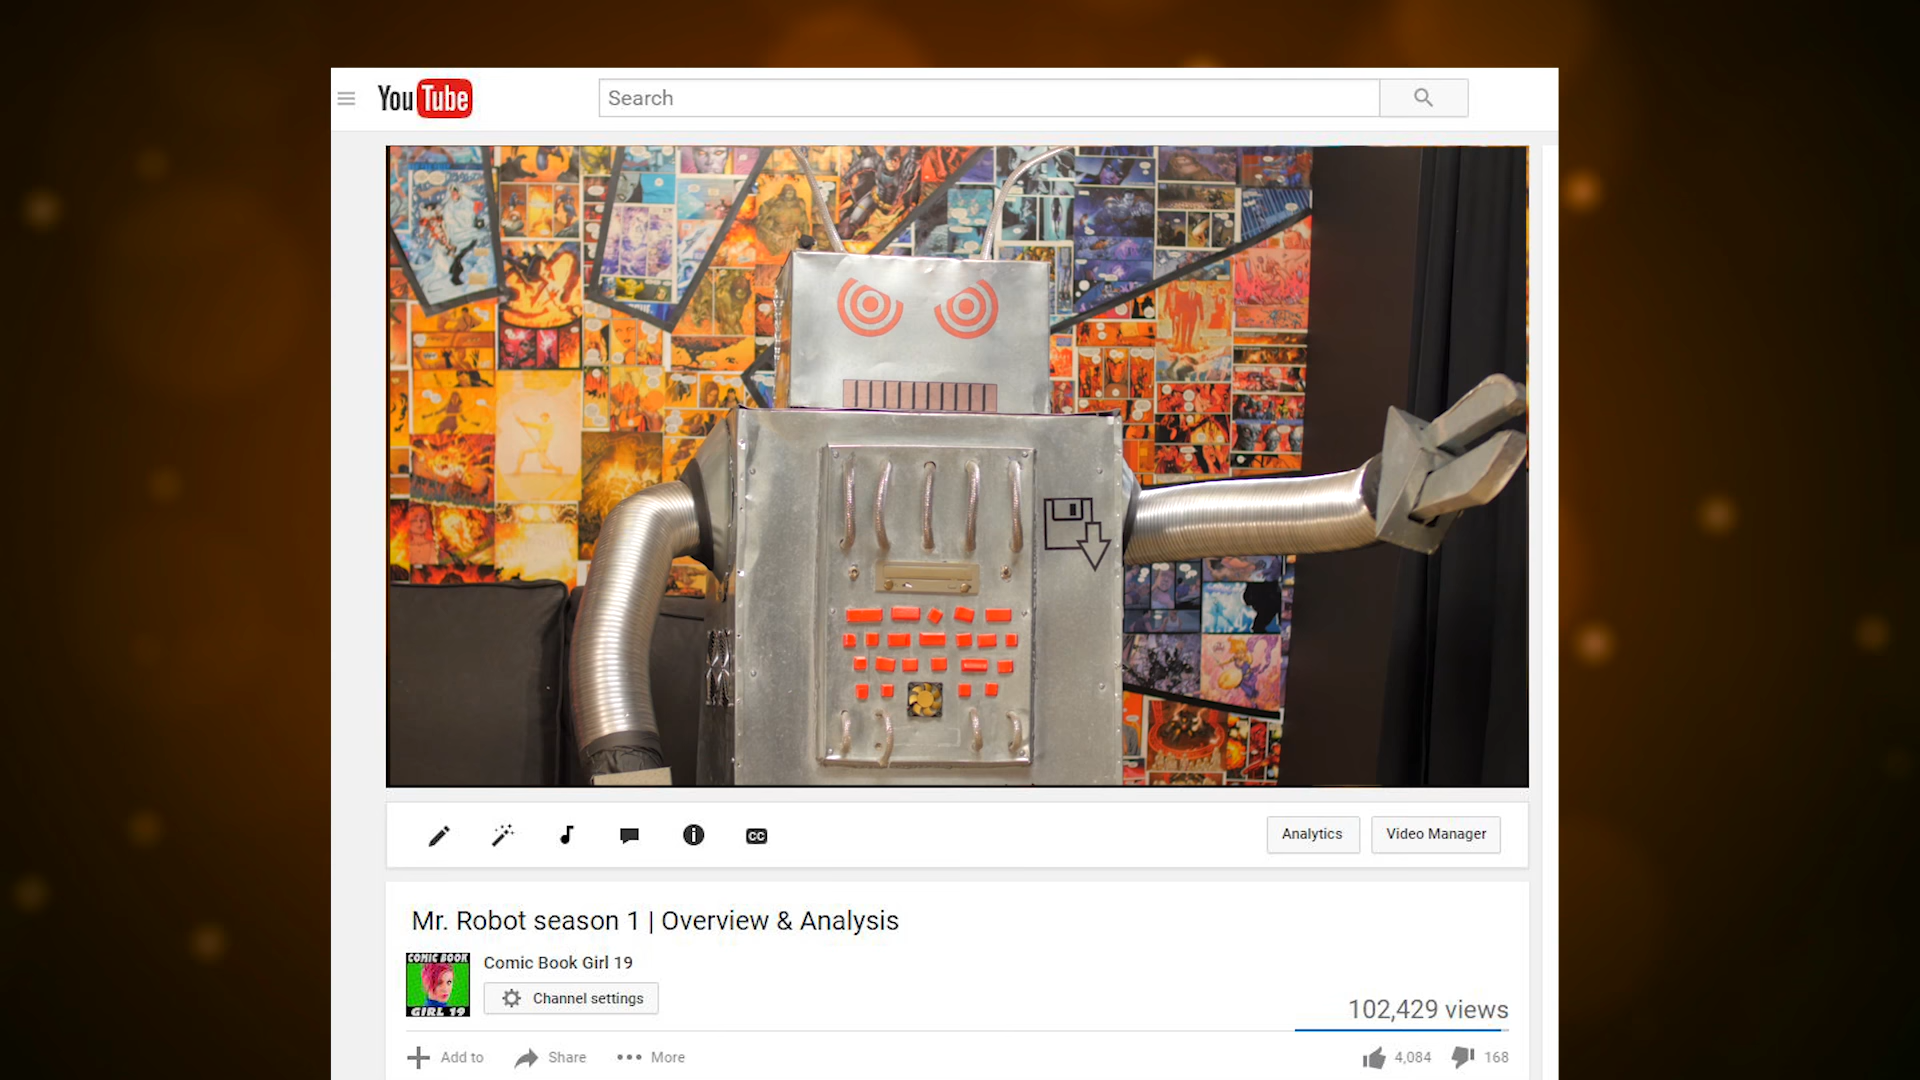 YouTube
Search
CC
Analytics
Video Manager
Mr. Robot season 1 | Overview & Analysis
COMIC BOOK
GIRL 19
Comic Book Girl 19
Channel settings
102,429 views
Add to
Share
More
4,084
168